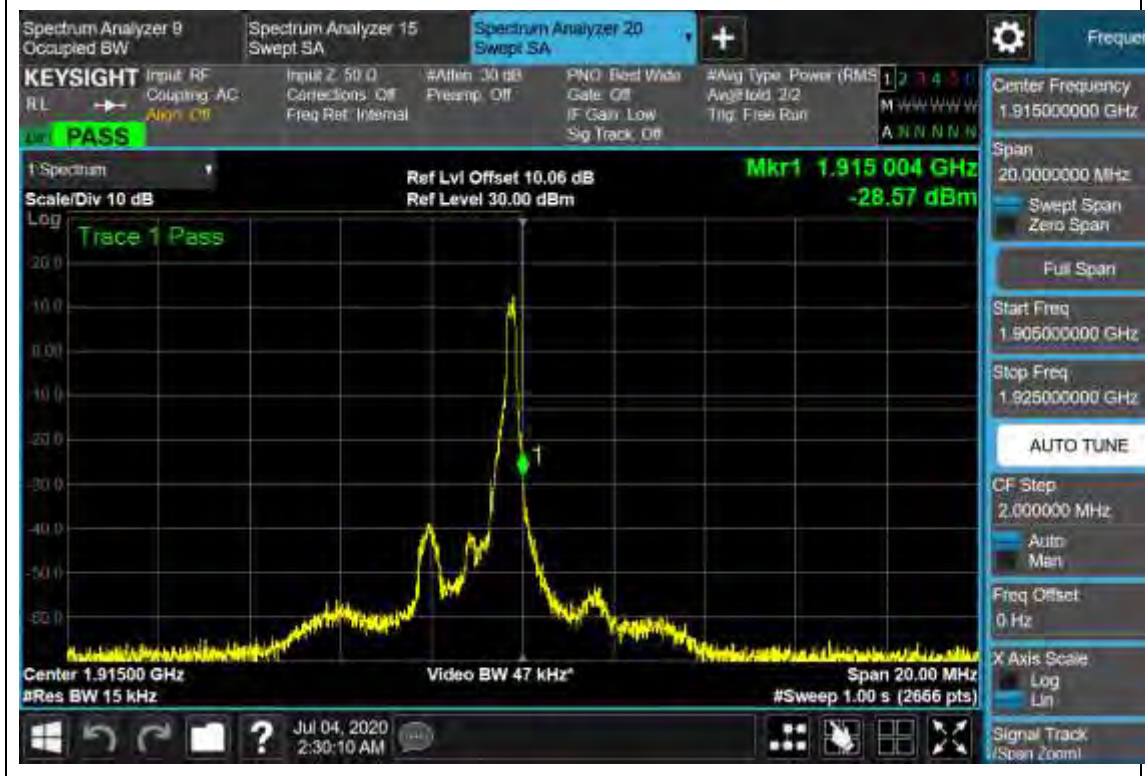 Spectrum Analyzer 9
Occupied BW
Spectrum Analyzer 15
Swept SA
Spectrum Analyzer 20
Swept SA
Frequen
KEYSIGHT
RL
PASS
Input: RF
Coupling: AC
Align: Off
Input Z: 50 Ω
Corrections: Off
Freq Ref: Internal
#Atten: 30 dB
Preamp: Off
PNO: Best Wide
Gate: Off
IF Gain: Low
Sig Track: Off
#Avg Type: Power (RMS
Avg|Hold: 2/2
Trig: Free Run
1 2 3 4 5 6
M W W W W W
A N N N N N
1 Spectrum
Scale/Div 10 dB
Ref Lvl Offset 10.06 dB
Ref Level 30.00 dBm
Mkr1 1.915 004 GHz
-28.57 dBm
Log
Trace 1 Pass
20.0
10.0
0.00
-10.0
-20.0
-30.0
-40.0
-50.0
-60.0
1
Center 1.91500 GHz
#Res BW 15 kHz
Video BW 47 kHz*
Span 20.00 MHz
#Sweep 1.00 s (2666 pts)
Center Frequency
1.915000000 GHz
Span
20.0000000 MHz
Swept Span
Zero Span
Full Span
Start Freq
1.905000000 GHz
Stop Freq
1.925000000 GHz
AUTO TUNE
CF Step
2.000000 MHz
Auto
Man
Freq Offset
0 Hz
X Axis Scale
Log
Lin
Signal Track
(Span Zoom)
?
Jul 04, 2020
2:30:10 AM